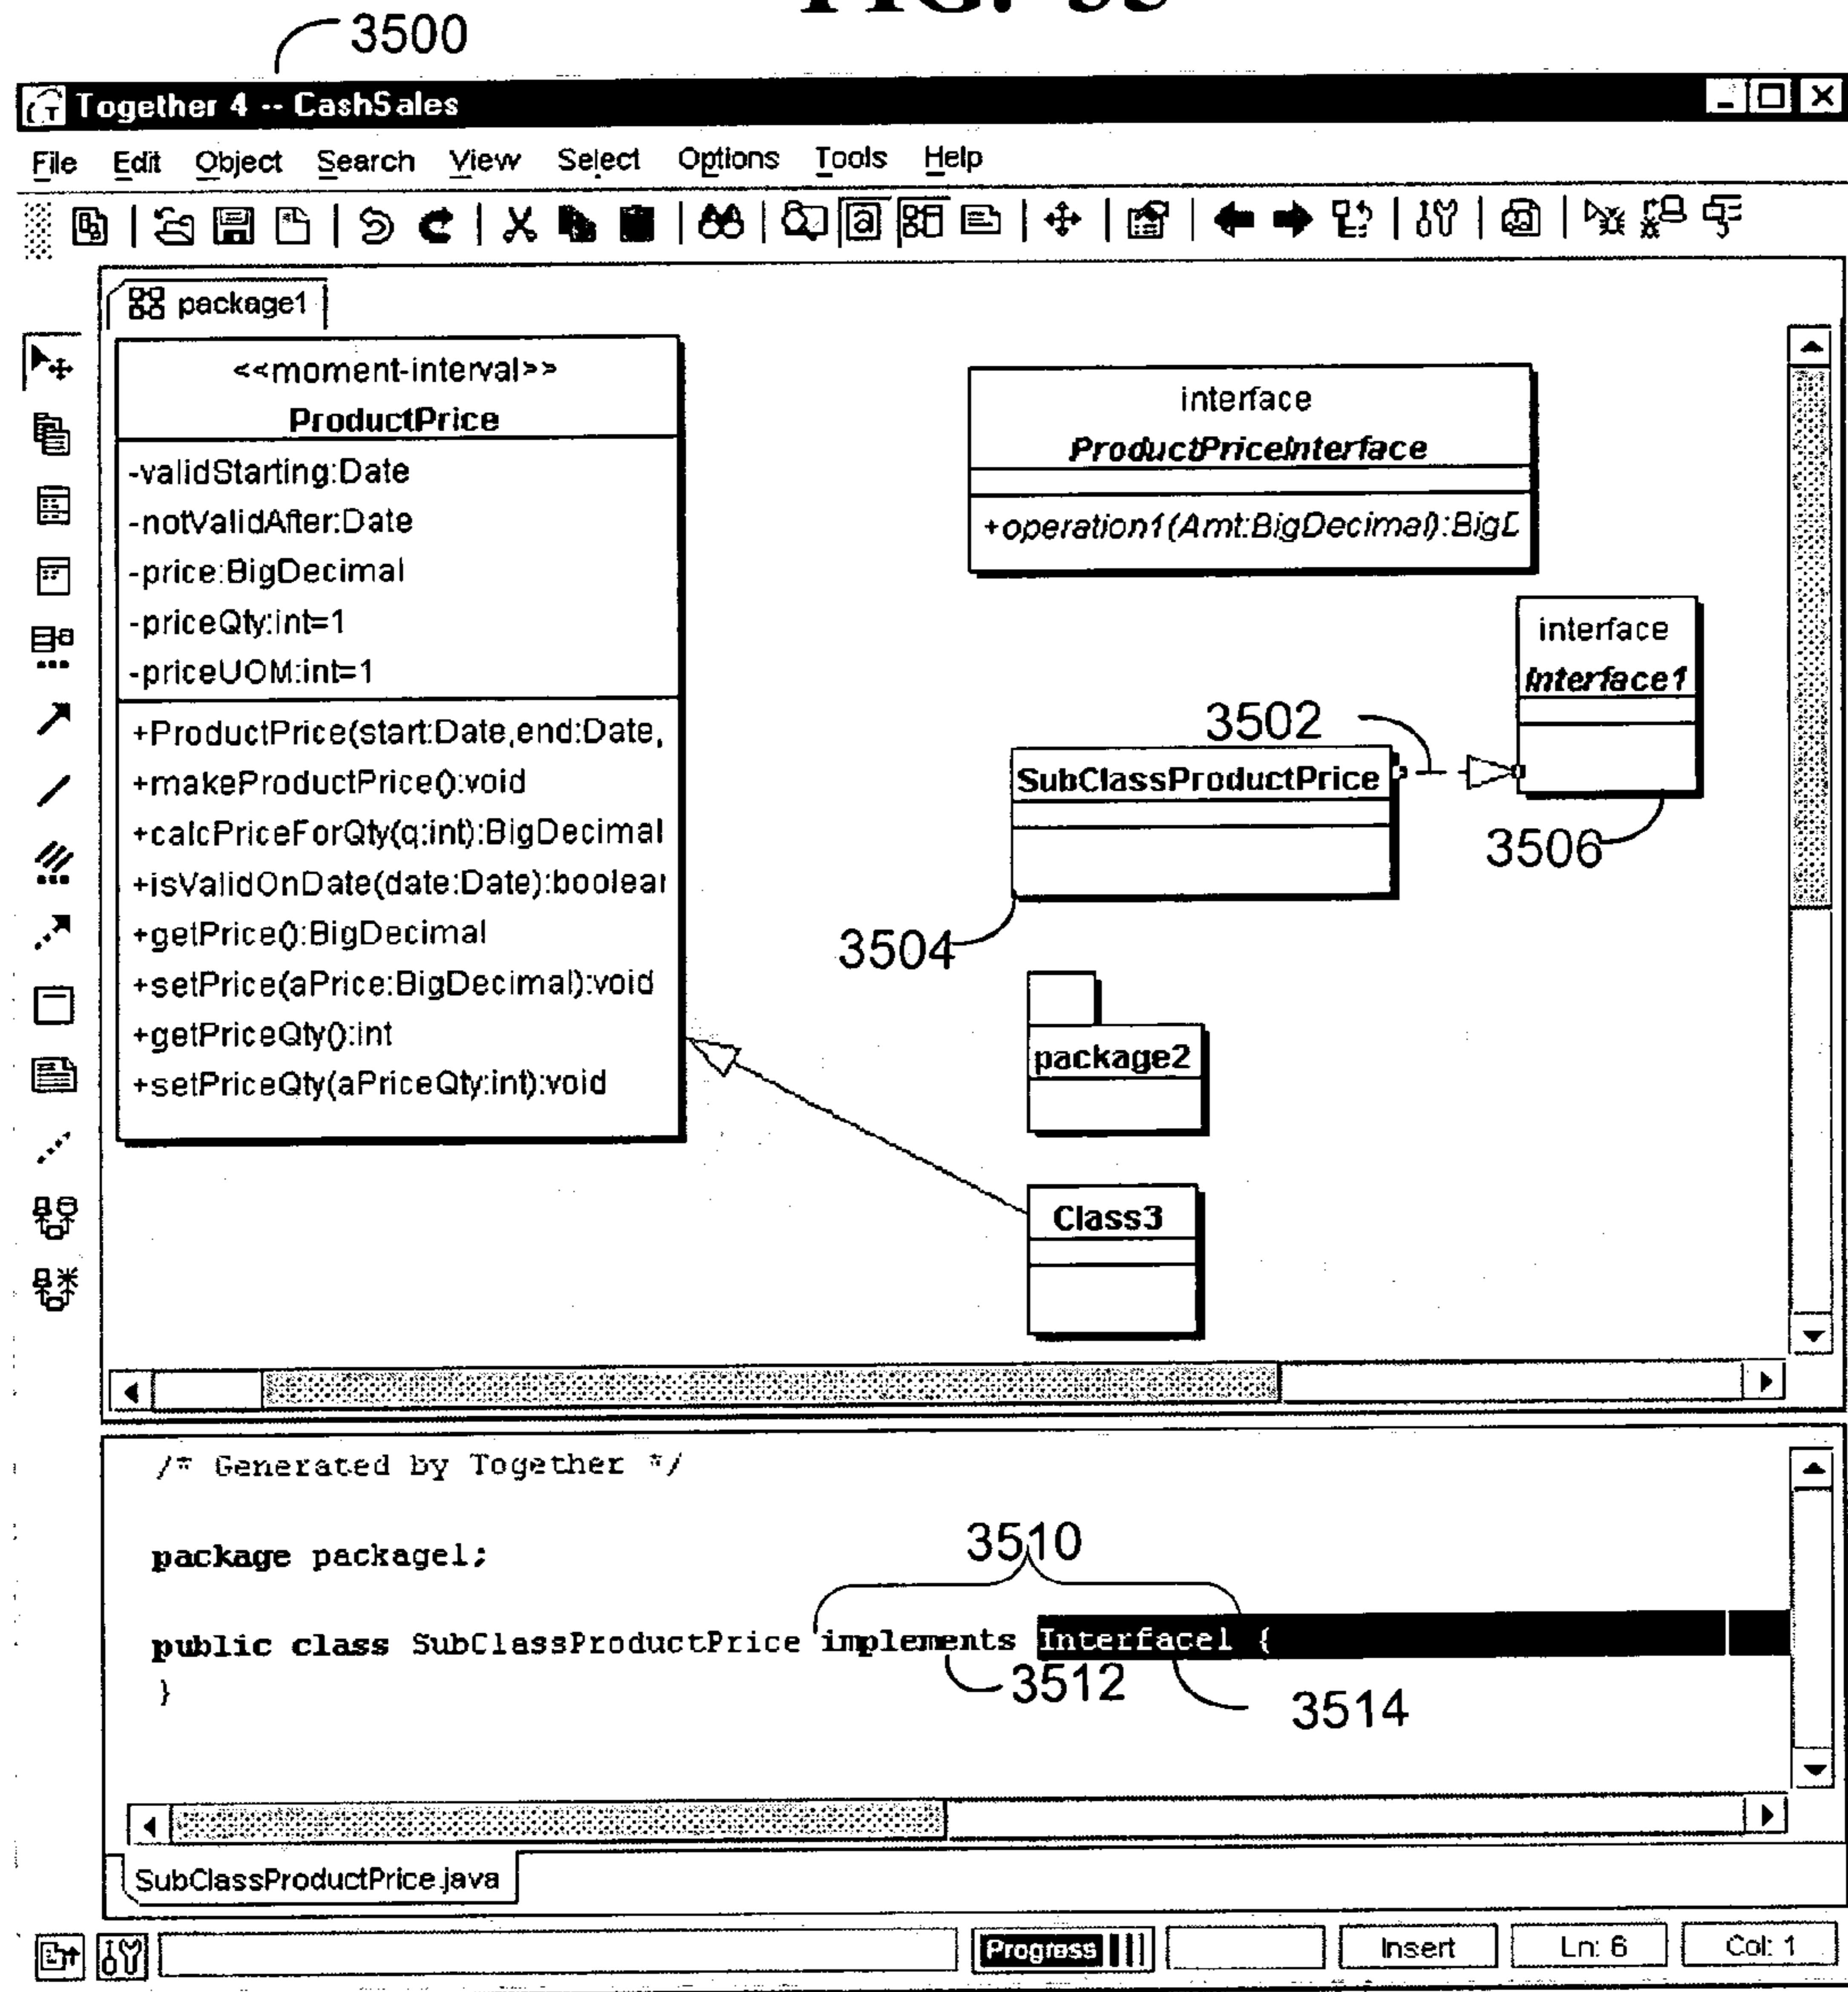 FIG. 35
3500
Together 4 -- CashSales
File Edit Object Search View Select Options Tools Help
package1
<<moment-interval>>
ProductPrice
-validStarting:Date
-notValidAfter:Date
-price:BigDecimal
-priceQty:int=1
-priceUOM:int=1
+ProductPrice(start:Date,end:Date,
+makeProductPrice():void
+calcPriceForQty(q:int):BigDecimal
+isValidOnDate(date:Date):boolear
+getPrice():BigDecimal
+setPrice(aPrice:BigDecimal):void
+getPriceQty():int
+setPriceQty(aPriceQty:int):void
interface
ProductPriceInterface
+operation1(Amt:BigDecimal):BigD
interface
Interface1
3502
SubClassProductPrice
3506
3504
package2
Class3
/* Generated by Together */
package package1;
3510
public class SubClassProductPrice implements Interface1 {
}
3512
3514
SubClassProductPrice.java
Progress
Insert
Ln: 6
Col: 1